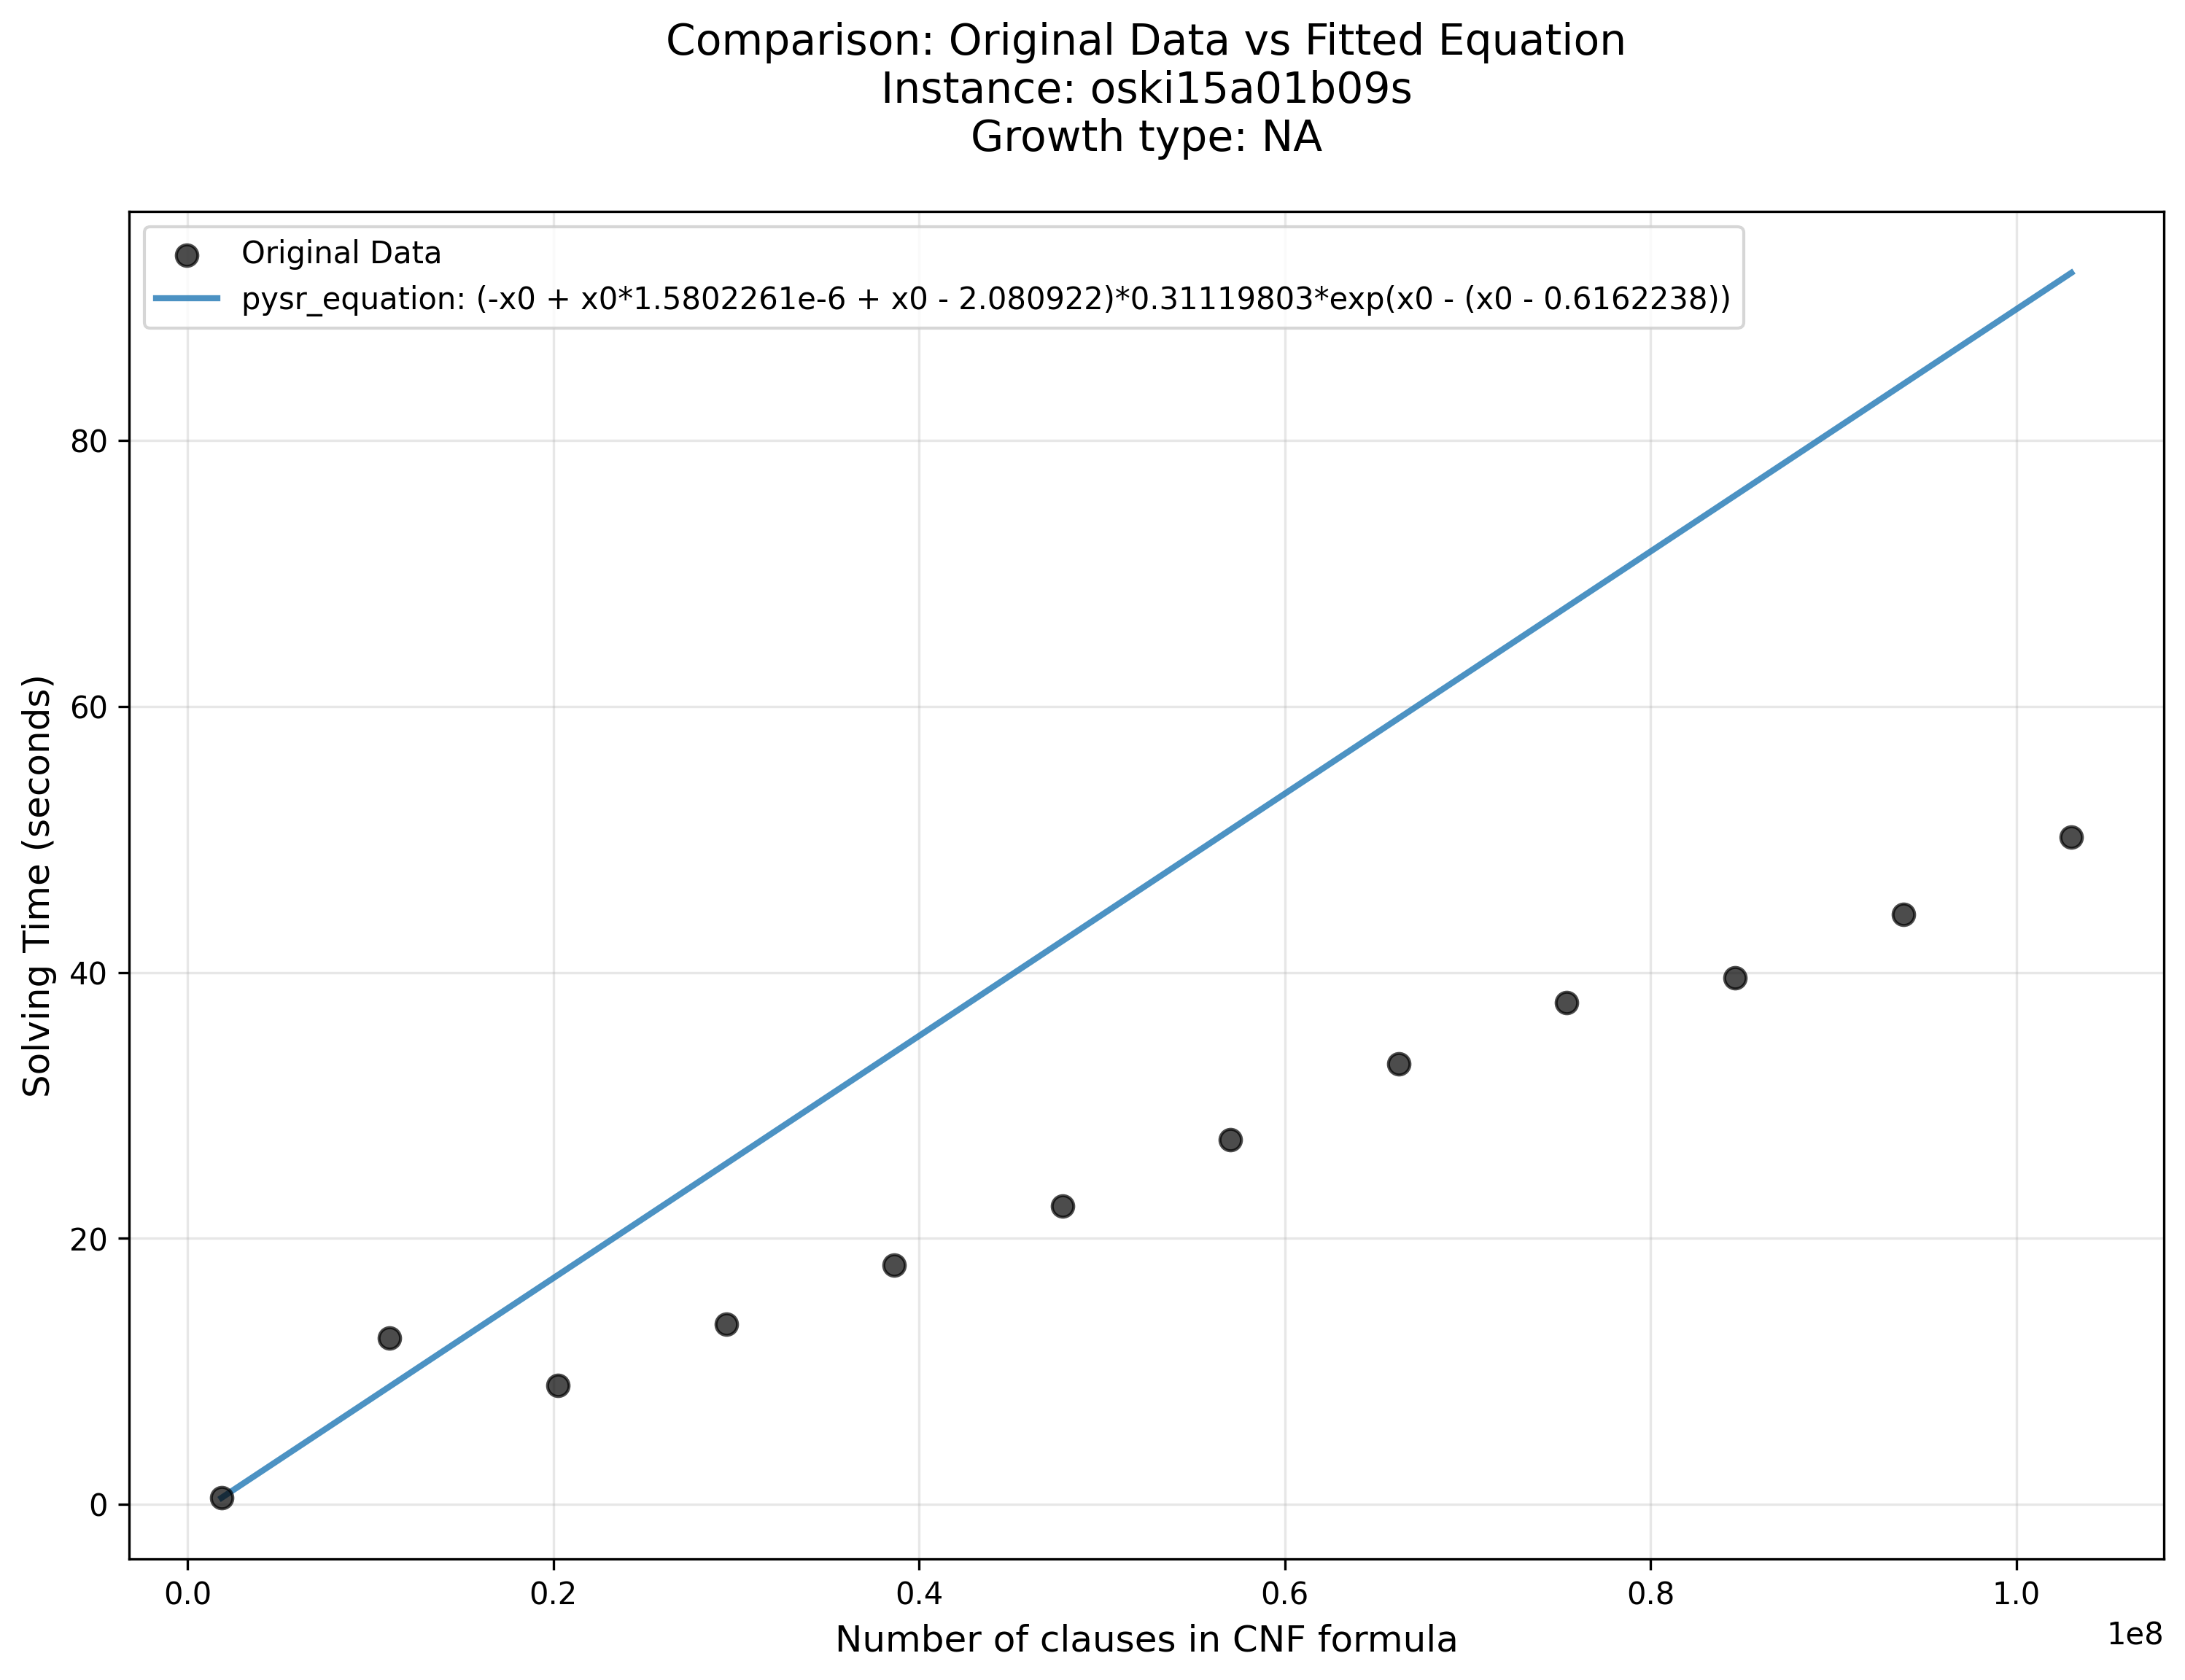 Comparison: Original Data vs Fitted Equation
Instance: oski15a01b09s
Growth type: NA
Original Data
pysr_equation: (-x0 + x0*1.5802261e-6 + x0 - 2.080922)*0.31119803*exp(x0 - (x0 - 0.6162238))
80
60
40
20
0
Solving Time (seconds)
0.0 0.2 0.4 0.6 0.8 1.0
1e8
Number of clauses in CNF formula